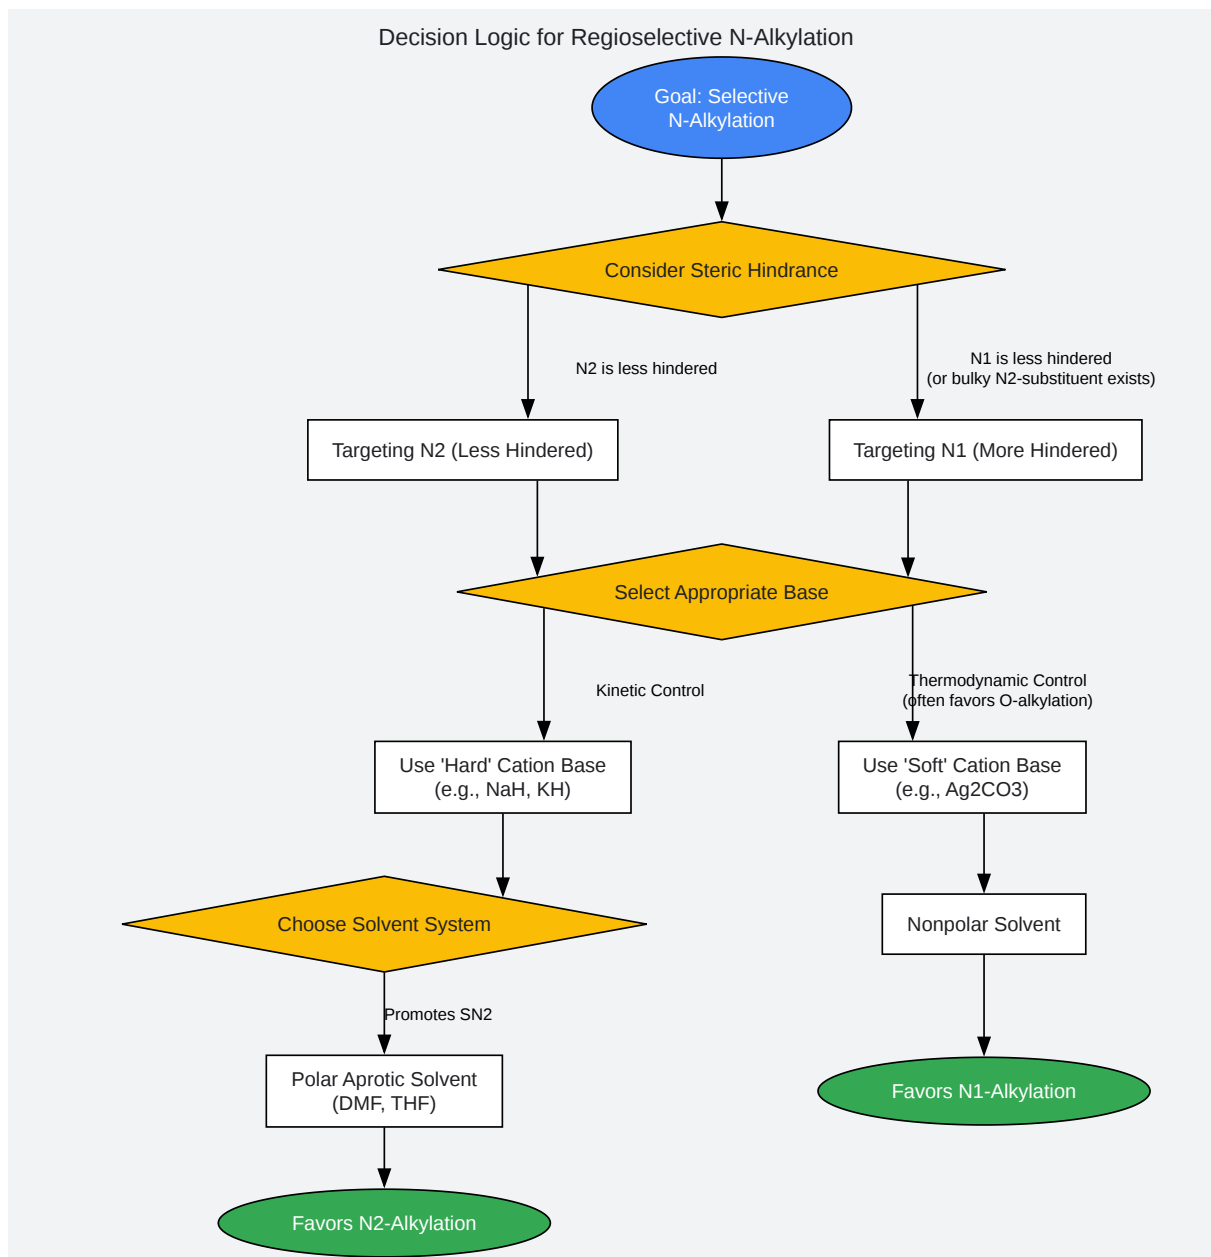 Decision Logic for Regioselective N-Alkylation
Goal: Selective
N-Alkylation
Consider Steric Hindrance
N2 is less hindered
N1 is less hindered
(or bulky N2-substituent exists)
Targeting N2 (Less Hindered)
Targeting N1 (More Hindered)
Select Appropriate Base
Kinetic Control
Thermodynamic Control
(often favors O-alkylation)
Use 'Hard' Cation Base
(e.g., NaH, KH)
Use 'Soft' Cation Base
(e.g., Ag2CO3)
Choose Solvent System
Nonpolar Solvent
Promotes SN2
Polar Aprotic Solvent
(DMF, THF)
Favors N1-Alkylation
Favors N2-Alkylation